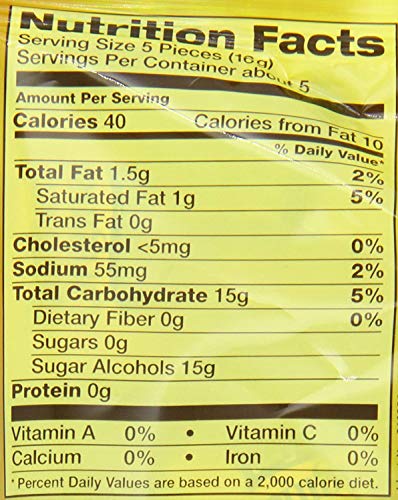 Nutrition Facts
Serving Size 5 Pieces (16g)
Servings Per Container about 5
Amount Per Serving
Calories 40 Calories from Fat 10
% Daily Value*
Total Fat 1.5g 2%
Saturated Fat 1g 5%
Trans Fat 0g
Cholesterol <5mg 0%
Sodium 55mg 2%
Total Carbohydrate 15g 5%
Dietary Fiber 0g 0%
Sugars 0g
Sugar Alcohols 15g
Protein 0g
Vitamin A 0% • Vitamin C 0%
Calcium 0% • Iron 0%
*Percent Daily Values are based on a 2,000 calorie diet.